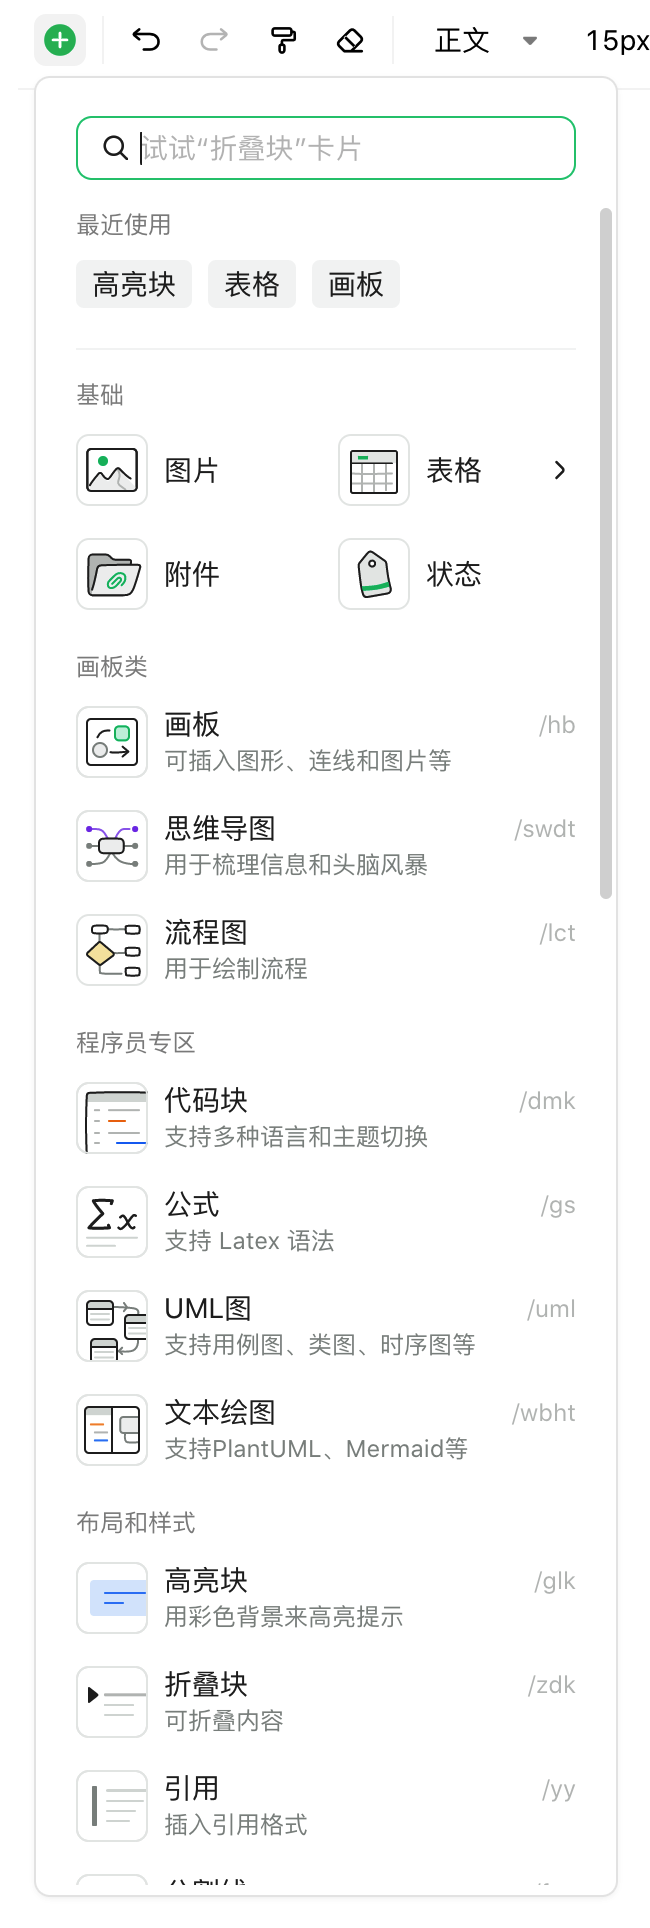 正文 15px
试试“折叠块”卡片
最近使用
高亮块 表格 画板
基础
图片 表格
附件 状态
画板类
画板 /hb
可插入图形、连线和图片等
思维导图 /swdt
用于梳理信息和头脑风暴
流程图 /lct
用于绘制流程
程序员专区
代码块 /dmk
支持多种语言和主题切换
公式 /gs
支持 Latex 语法
UML图 /uml
支持用例图、类图、时序图等
文本绘图 /wbht
支持PlantUML、Mermaid等
布局和样式
高亮块 /glk
用彩色背景来高亮提示
折叠块 /zdk
可折叠内容
引用 /yy
插入引用格式